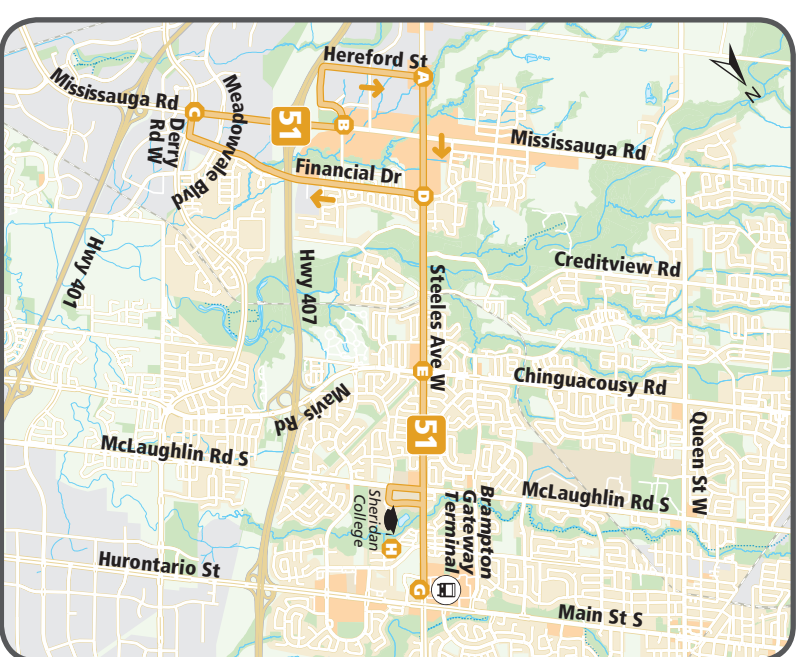 Hereford St
A
N
Mississauga Rd
Meadowvale Blvd
C
51
B
Mississauga Rd
Derry
Rd W
Financial Dr
D
Hwy 401
Hwy 407
Steeles Ave W
Creditview Rd
E
Chinguacousy Rd
Mavis Rd
51
Queen St W
McLaughlin Rd S
McLaughlin Rd S
Sheridan
College
H
Brampton
Gateway
Terminal
G
Hurontario St
Main St S